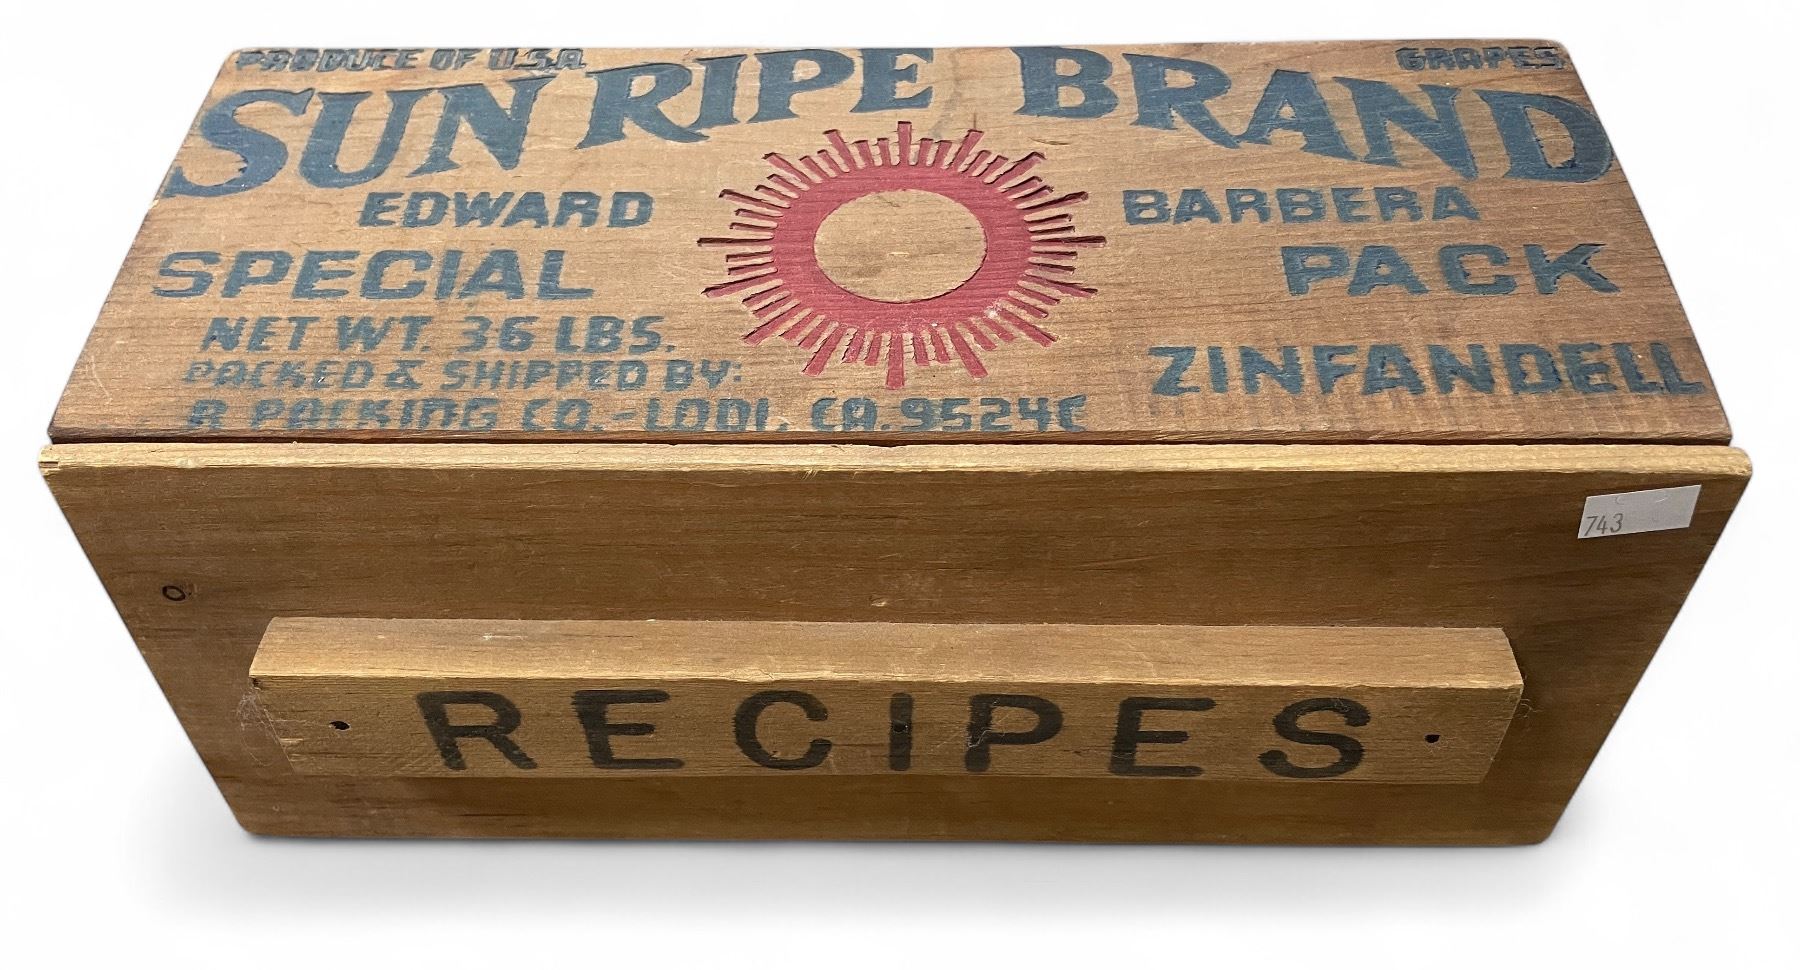 PRODUCE OF U.S.A. GRAPES
SUN RIPE BRAND
EDWARD BARBERA
SPECIAL PACK
NET WT. 36 LBS.
ZINFANDELL
PACKED & SHIPPED BY:
R PACKING CO. - LODI, CA. 9524
743
RECIPES